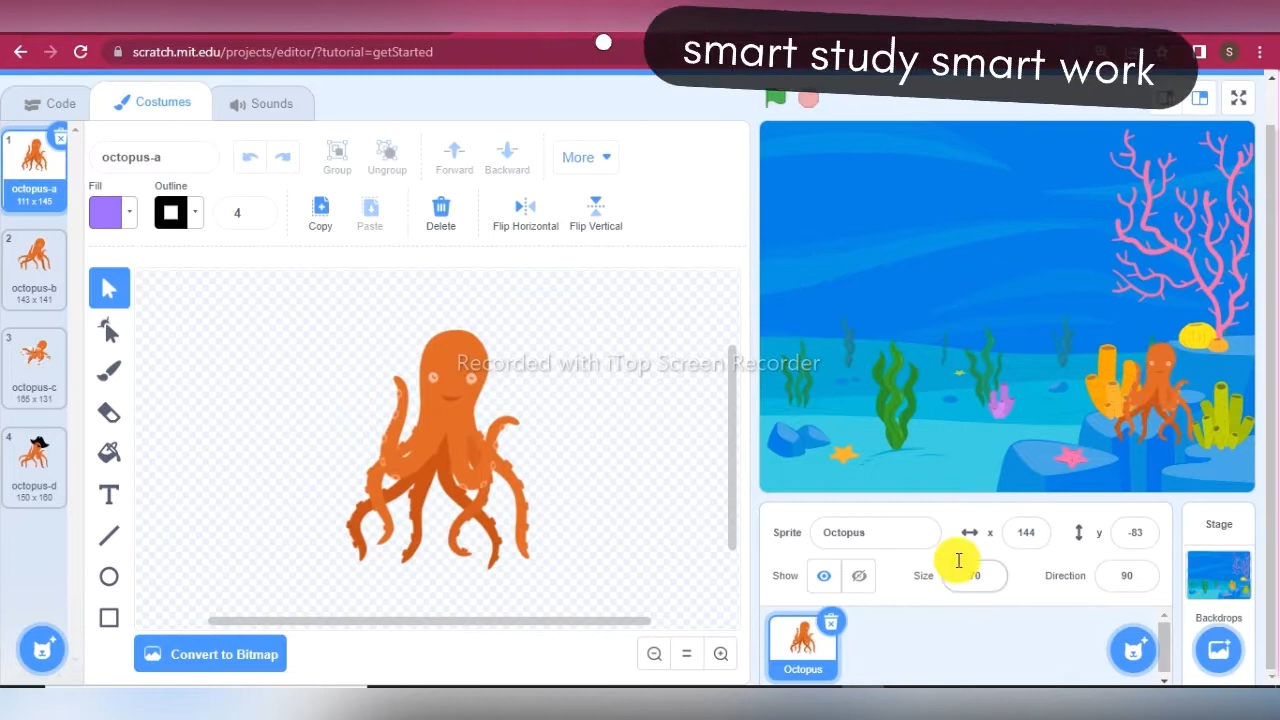 smart study smart work
scratch.mit.edu/projects/editor/?tutorial=getStarted
S
Code
Costumes
Sounds
1
octopus-a
111 x 145
2
octopus-b
143 x 141
3
octopus-c
166 x 131
4
octopus-d
150 x 160
octopus-a
Group
Ungroup
Forward
Backward
More
Fill
Outline
4
Copy
Paste
Delete
Flip Horizontal
Flip Vertical
Recorded with iTop Screen Recorder
Convert to Bitmap
Sprite
Octopus
x
144
y
-83
Show
Size
70
Direction
90
Octopus
Stage
Backdrops